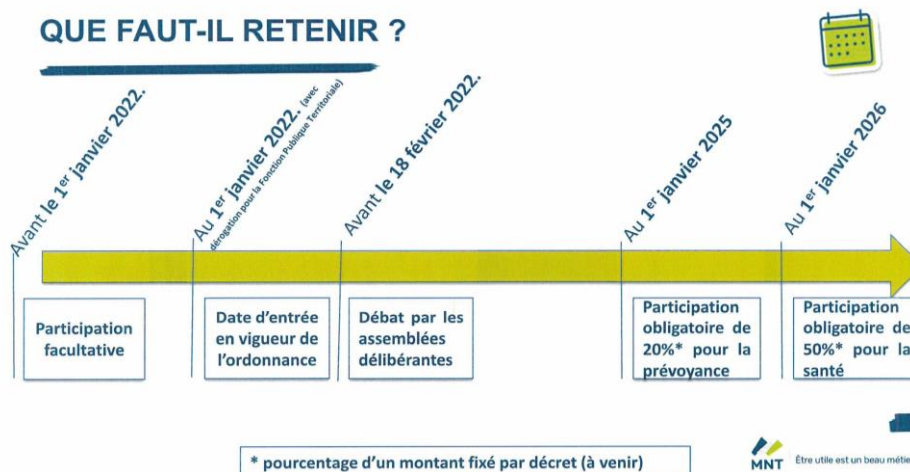 QUE FAUT-IL RETENIR ?
Avant le 1er janvier 2022.
Au 1er janvier 2022. (avec
dérogation pour la Fonction Publique Territoriale)
Avant le 18 février 2022.
Au 1er janvier 2025
Au 1er janvier 2026
Participation
facultative
Date d'entrée
en vigueur de
l'ordonnance
Débat par les
assemblées
délibérantes
Participation
obligatoire de
20%* pour la
prévoyance
Participation
obligatoire de
50%* pour la
santé
* pourcentage d'un montant fixé par décret (à venir)
MNT
Être utile est un beau métie